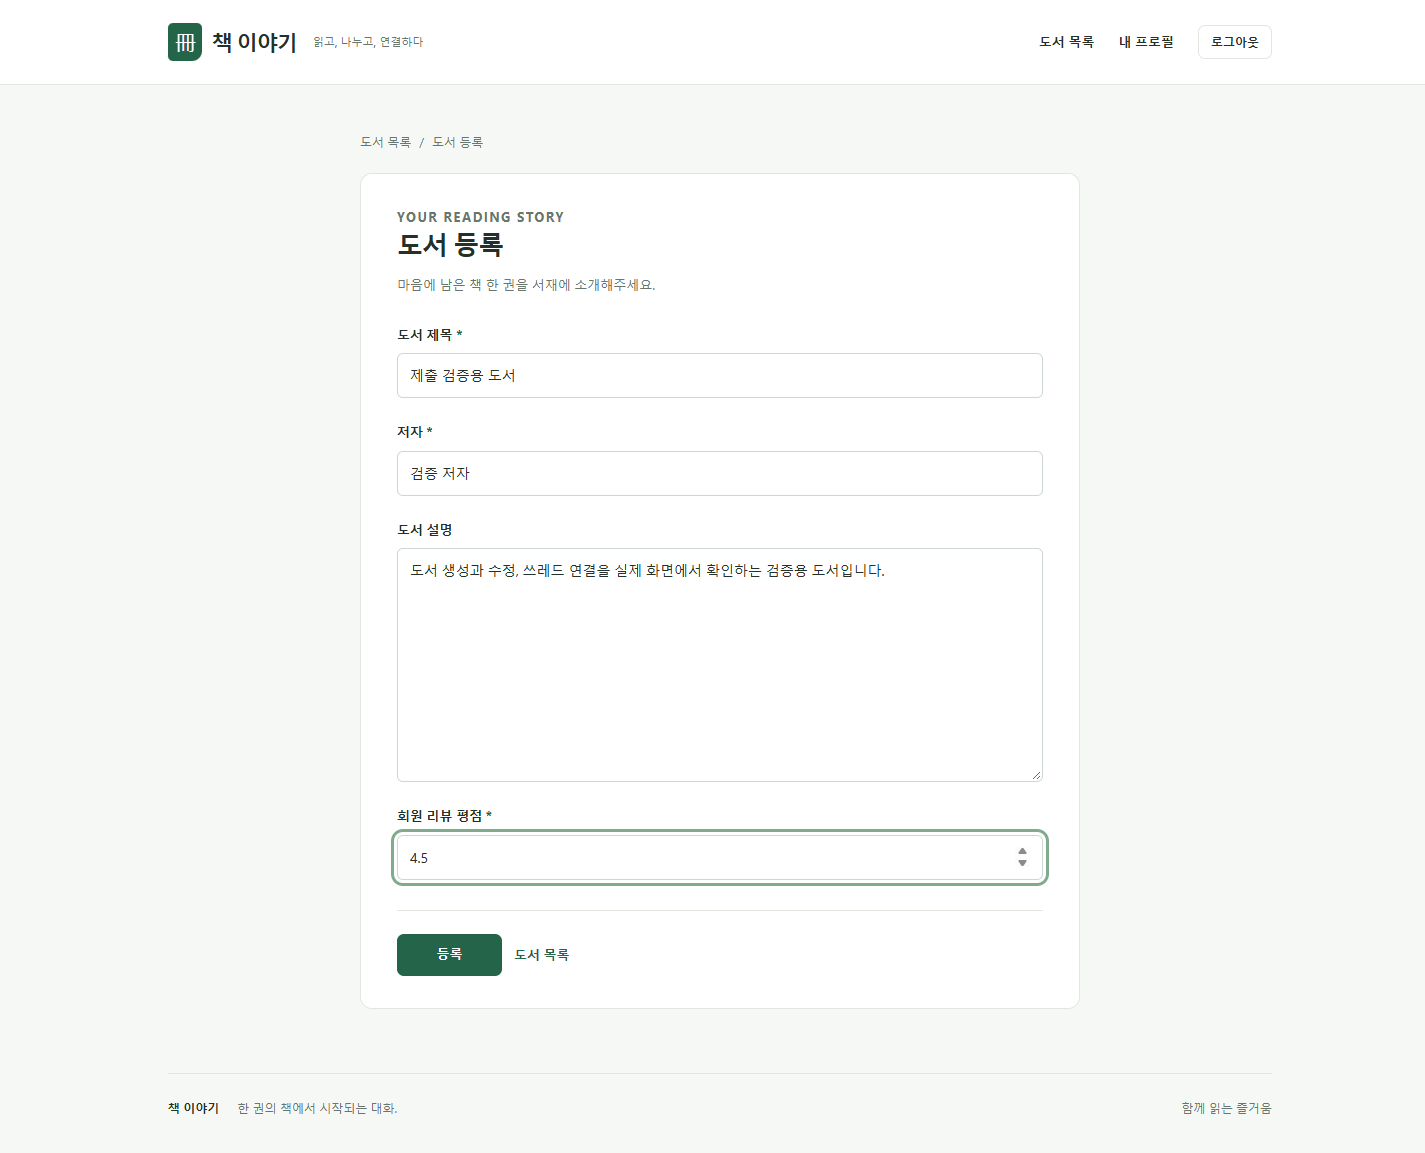 冊 책 이야기 읽고, 나누고, 연결하다 도서 목록 내 프로필 로그아웃
도서 목록 / 도서 등록
YOUR READING STORY
도서 등록
마음에 남은 책 한 권을 서재에 소개해주세요.
도서 제목 *
제출 검증용 도서
저자 *
검증 저자
도서 설명
도서 생성과 수정, 쓰레드 연결을 실제 화면에서 확인하는 검증용 도서입니다.
회원 리뷰 평점 *
4.5
등록 도서 목록
책 이야기 한 권의 책에서 시작되는 대화. 함께 읽는 즐거움